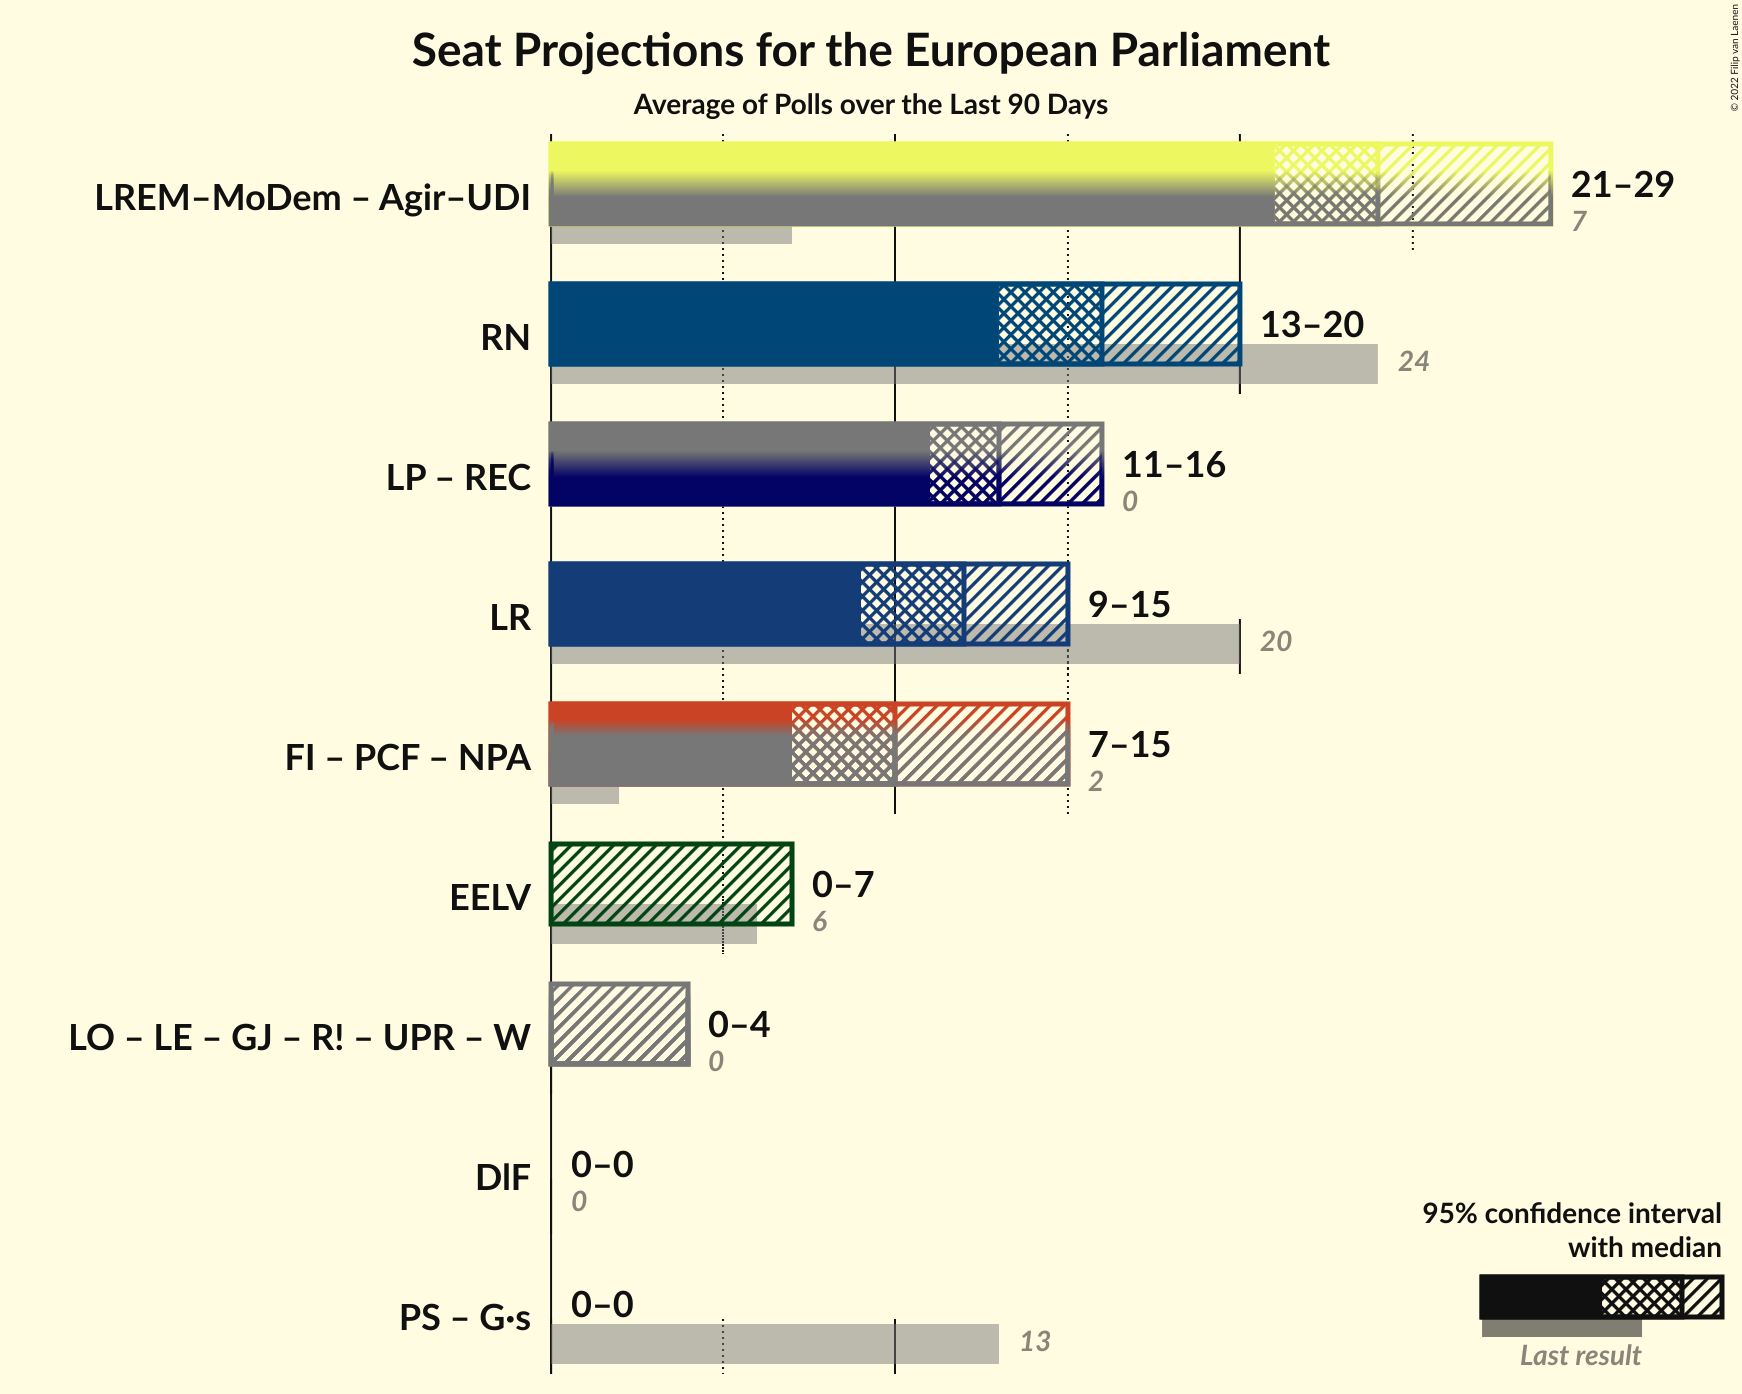 Seat Projections for the European Parliament
Average of Polls over the Last 90 Days
© 2022 Filip van Laenen
LREM–MoDem – Agir–UDI
21–29
7
RN
13–20
24
LP – REC
11–16
0
LR
9–15
20
FI – PCF – NPA
7–15
2
EELV
0–7
6
LO – LE – GJ – R! – UPR – W
0–4
0
DlF
0–0
0
PS – G·s
0–0
13
95% confidence interval
with median
Last result